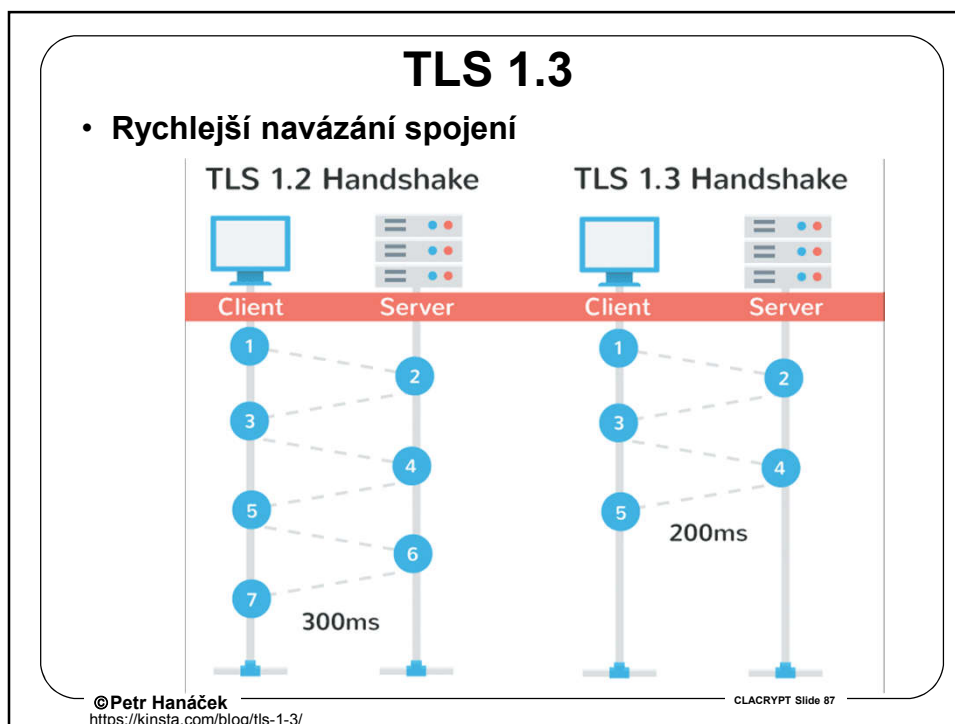 TLS 1.3
• Rychlejší navázání spojení
TLS 1.2 Handshake
TLS 1.3 Handshake
Client Server Client Server
1
2
3
4
5
6
7
300ms
1
2
3
4
5
200ms
©Petr Hanáček
CLACRYPT Slide 87
https://kinsta.com/blog/tls-1-3/